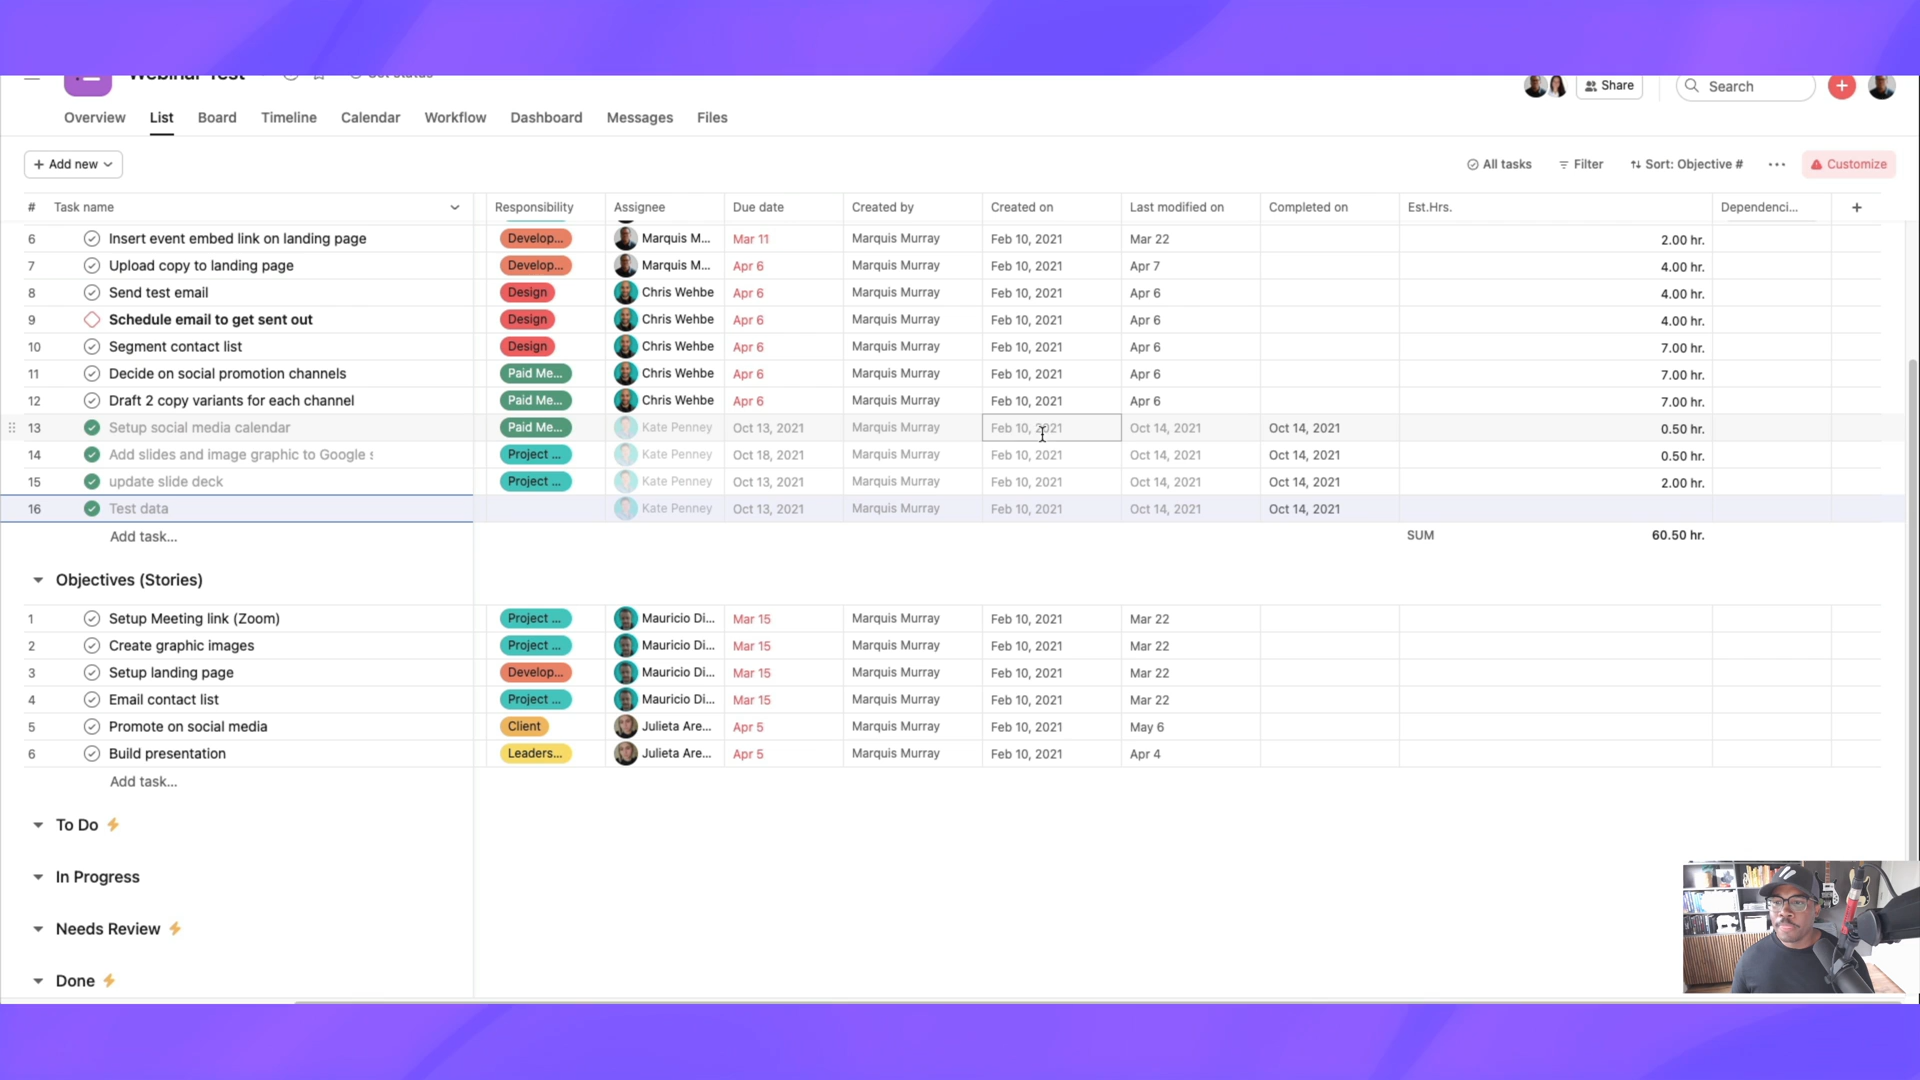 Webinar Test Set status
Share Search
Overview List Board Timeline Calendar Workflow Dashboard Messages Files
+ Add new All tasks Filter Sort: Objective # ... Customize
# Task name Responsibility Assignee Due date Created by Created on Last modified on Completed on Est.Hrs. Dependenci... +
6 Insert event embed link on landing page Develop... Marquis M... Mar 11 Marquis Murray Feb 10, 2021 Mar 22 2.00 hr.
7 Upload copy to landing page Develop... Marquis M... Apr 6 Marquis Murray Feb 10, 2021 Apr 7 4.00 hr.
8 Send test email Design Chris Wehbe Apr 6 Marquis Murray Feb 10, 2021 Apr 6 4.00 hr.
9 Schedule email to get sent out Design Chris Wehbe Apr 6 Marquis Murray Feb 10, 2021 Apr 6 4.00 hr.
10 Segment contact list Design Chris Wehbe Apr 6 Marquis Murray Feb 10, 2021 Apr 6 7.00 hr.
11 Decide on social promotion channels Paid Me... Chris Wehbe Apr 6 Marquis Murray Feb 10, 2021 Apr 6 7.00 hr.
12 Draft 2 copy variants for each channel Paid Me... Chris Wehbe Apr 6 Marquis Murray Feb 10, 2021 Apr 6 7.00 hr.
13 Setup social media calendar Paid Me... Kate Penney Oct 13, 2021 Marquis Murray Feb 10, 2021 Oct 14, 2021 Oct 14, 2021 0.50 hr.
14 Add slides and image graphic to Google s Project ... Kate Penney Oct 18, 2021 Marquis Murray Feb 10, 2021 Oct 14, 2021 Oct 14, 2021 0.50 hr.
15 update slide deck Project ... Kate Penney Oct 13, 2021 Marquis Murray Feb 10, 2021 Oct 14, 2021 Oct 14, 2021 2.00 hr.
16 Test data Kate Penney Oct 13, 2021 Marquis Murray Feb 10, 2021 Oct 14, 2021 Oct 14, 2021
Add task... SUM 60.50 hr.
Objectives (Stories)
1 Setup Meeting link (Zoom) Project ... Mauricio Di... Mar 15 Marquis Murray Feb 10, 2021 Mar 22
2 Create graphic images Project ... Mauricio Di... Mar 15 Marquis Murray Feb 10, 2021 Mar 22
3 Setup landing page Develop... Mauricio Di... Mar 15 Marquis Murray Feb 10, 2021 Mar 22
4 Email contact list Project ... Mauricio Di... Mar 15 Marquis Murray Feb 10, 2021 Mar 22
5 Promote on social media Client Julieta Are... Apr 5 Marquis Murray Feb 10, 2021 May 6
6 Build presentation Leaders... Julieta Are... Apr 5 Marquis Murray Feb 10, 2021 Apr 4
Add task...
To Do
In Progress
Needs Review
Done